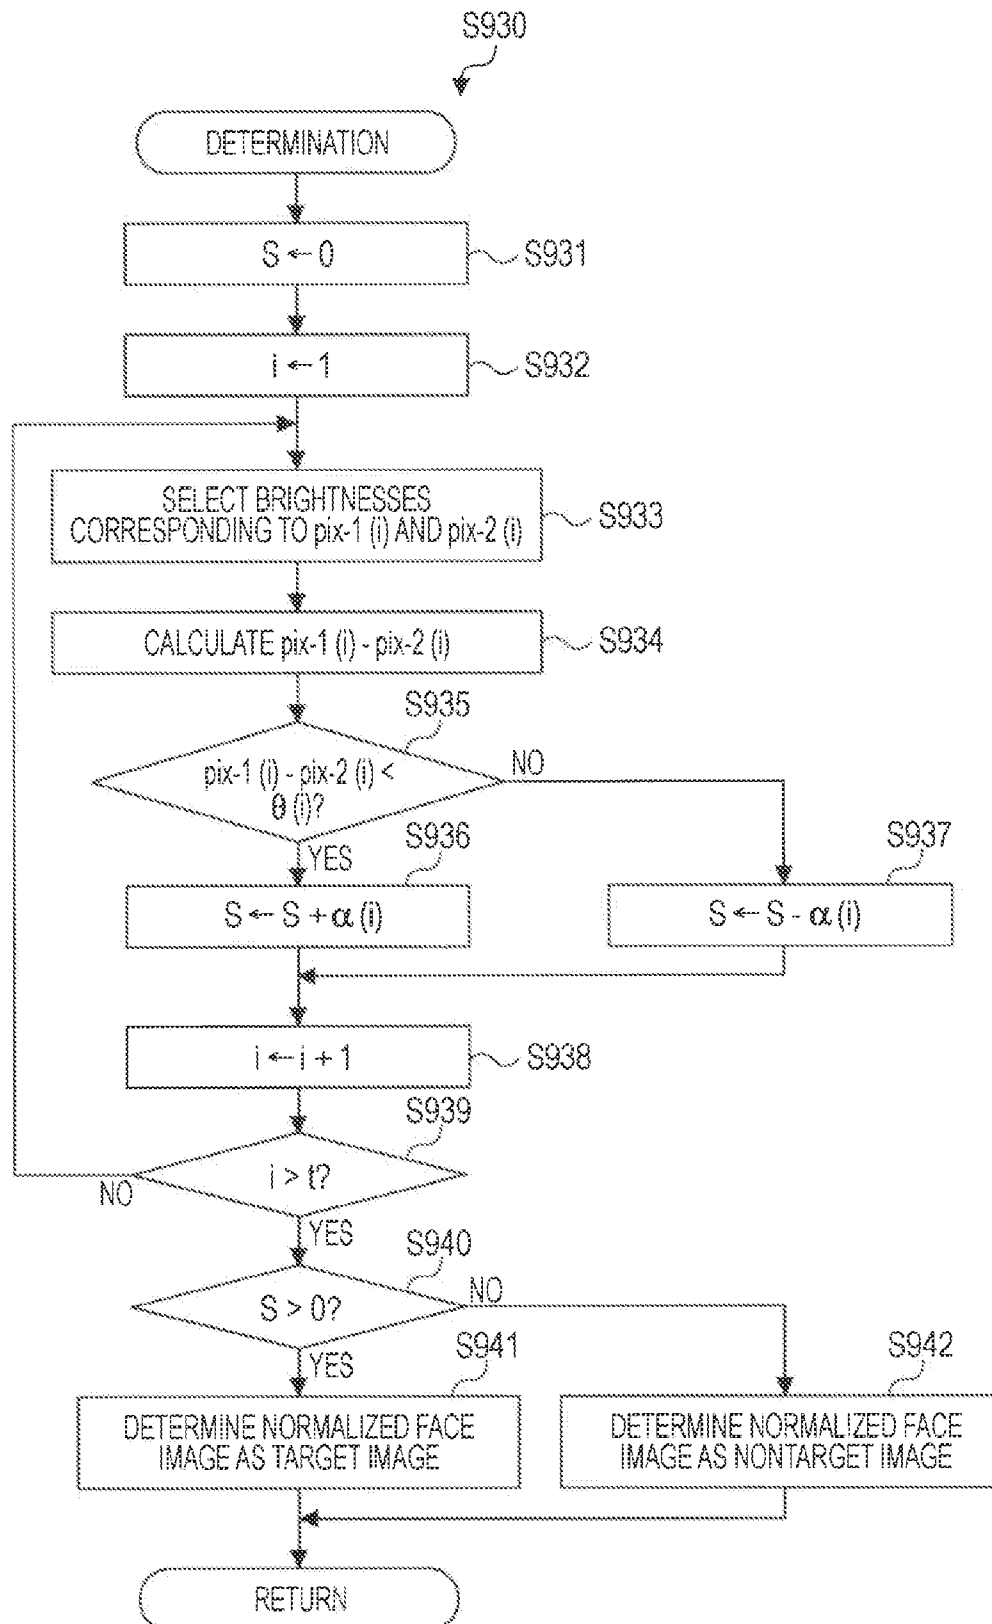 S930
DETERMINATION
S ← 0
S931
i ← 1
S932
SELECT BRIGHTNESSES
CORRESPONDING TO pix-1 (i) AND pix-2 (i)
S933
CALCULATE pix-1 (i) - pix-2 (i)
S934
S935
pix-1 (i) - pix-2 (i) <
θ (i)?
NO
YES
S936
S937
S ← S + α (i)
S ← S - α (i)
i ← i + 1
S938
S939
i > t?
NO
YES
S940
S > 0?
NO
YES
S941
S942
DETERMINE NORMALIZED FACE
IMAGE AS TARGET IMAGE
DETERMINE NORMALIZED FACE
IMAGE AS NONTARGET IMAGE
RETURN